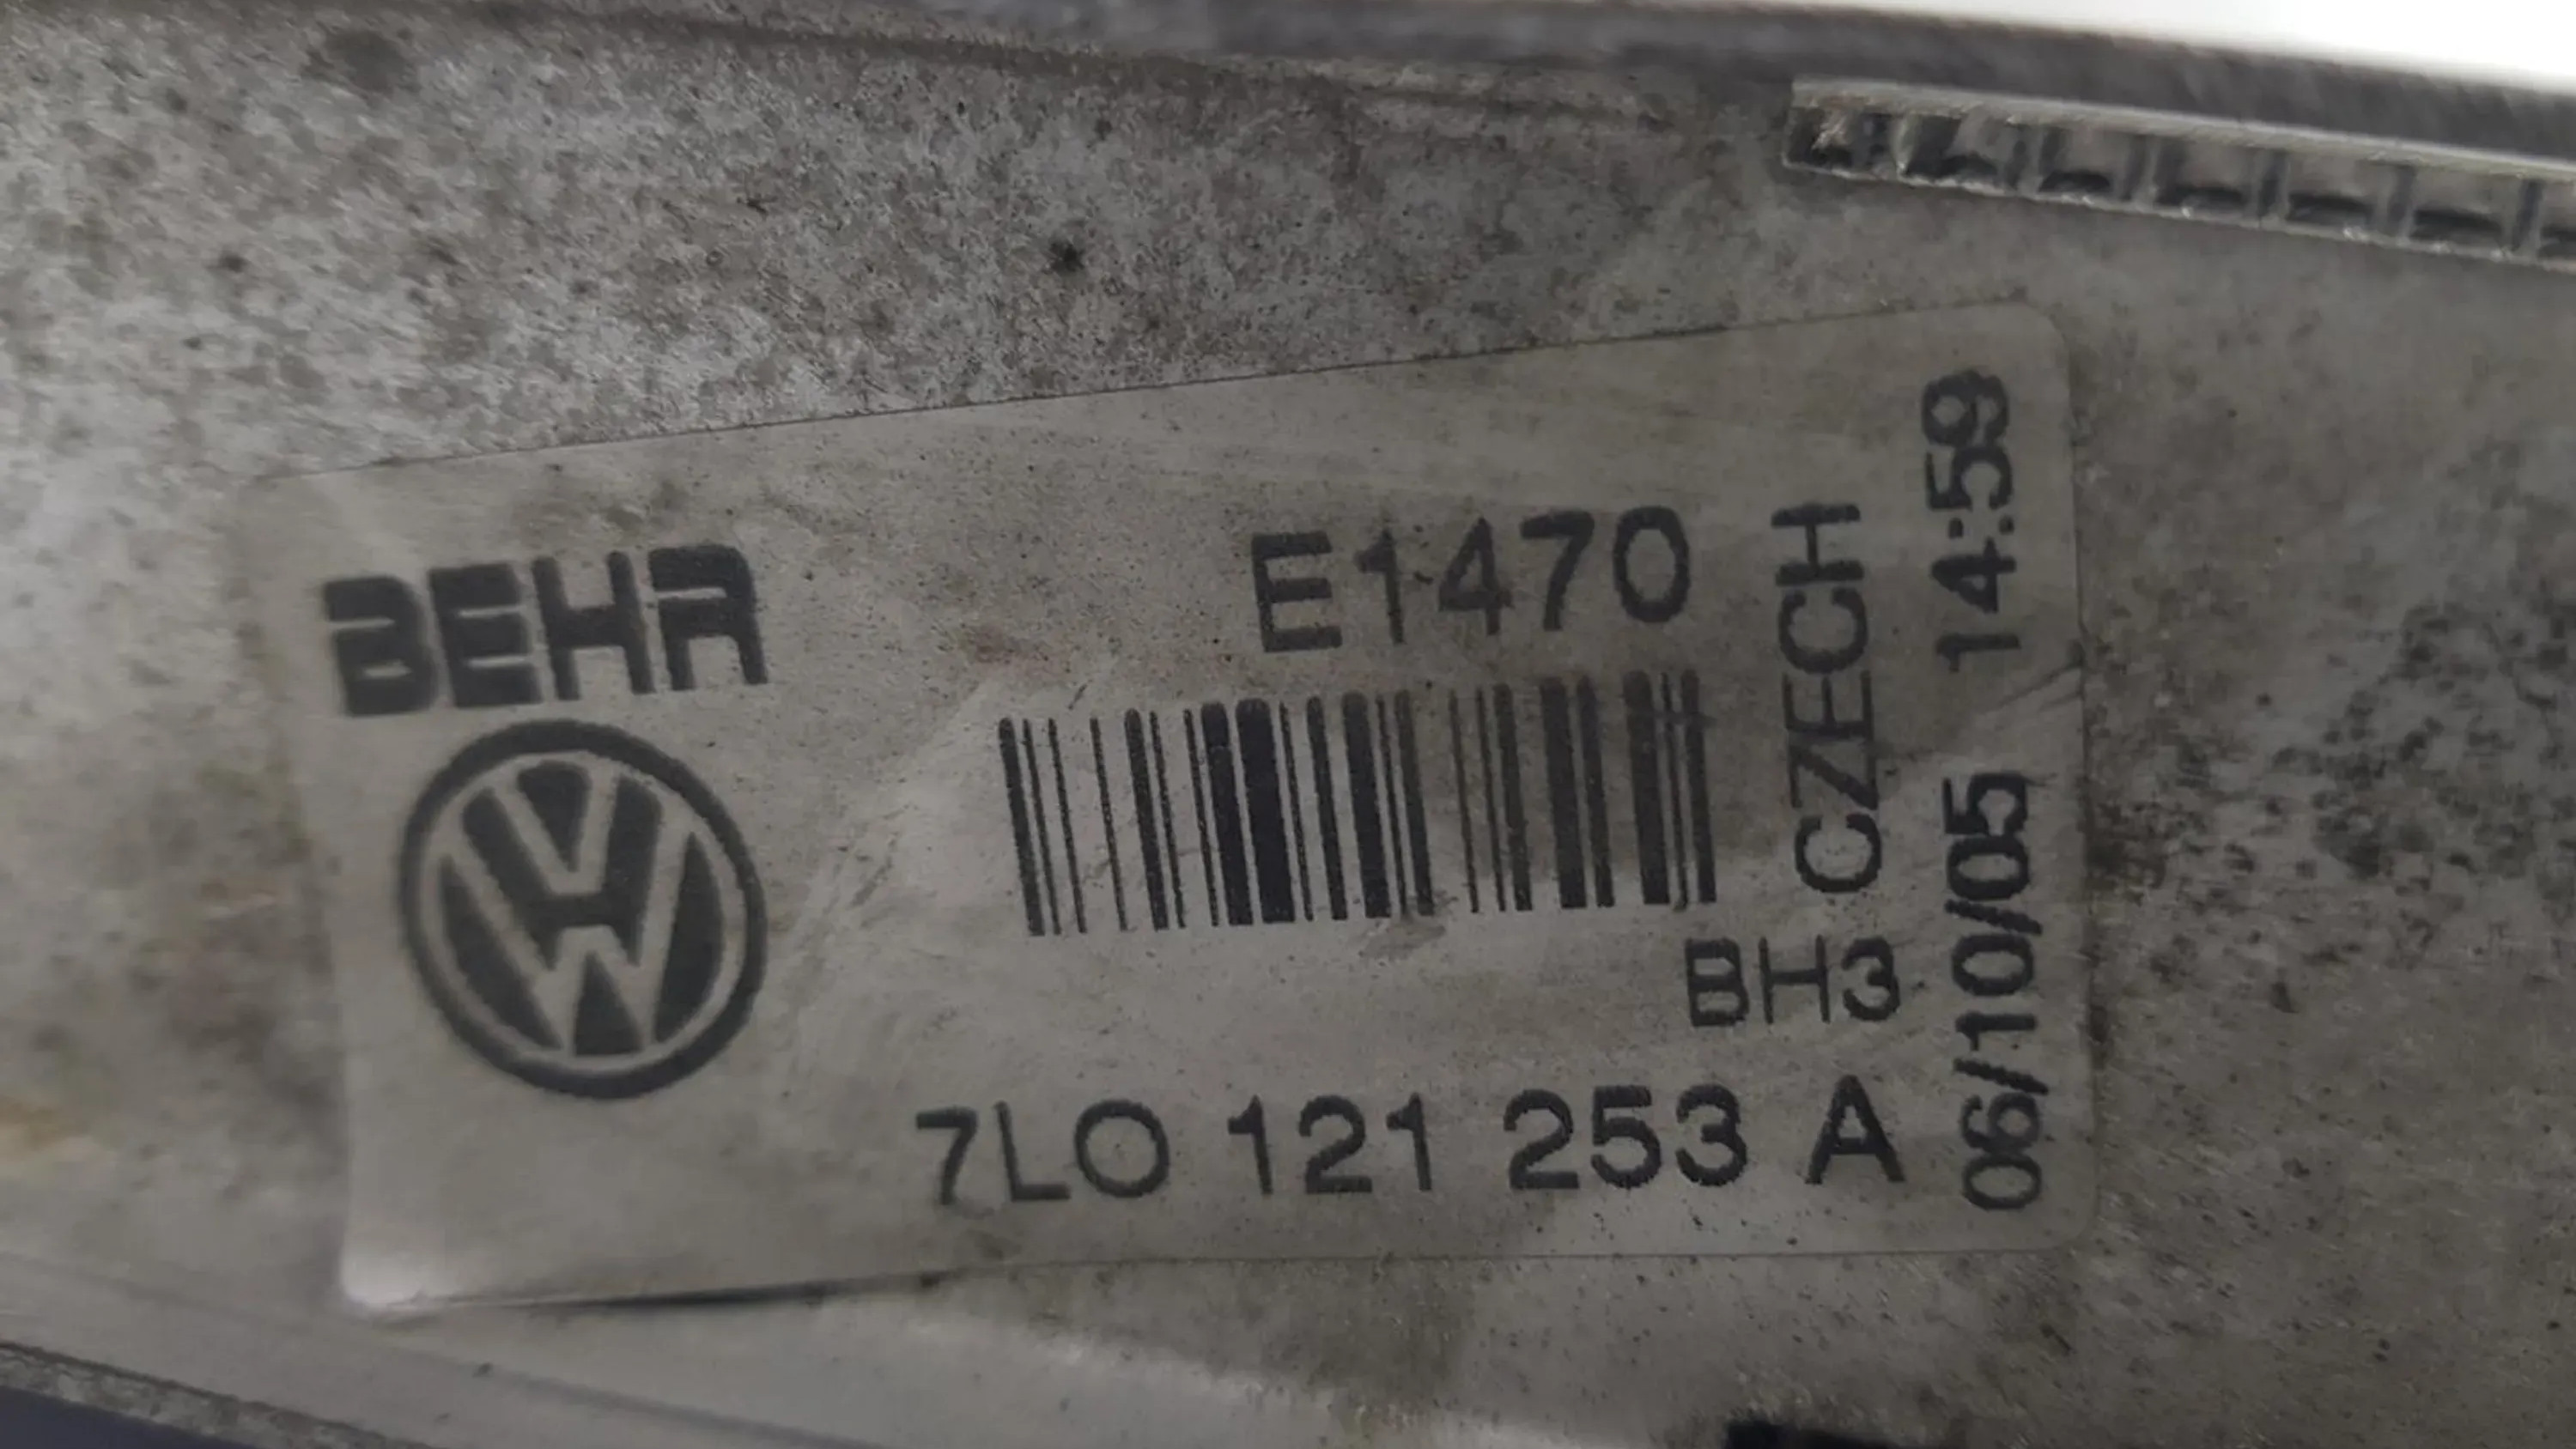 BEHR
E1470
CZECH
14:59
BH3
06/10/05
7LO 121 253 A